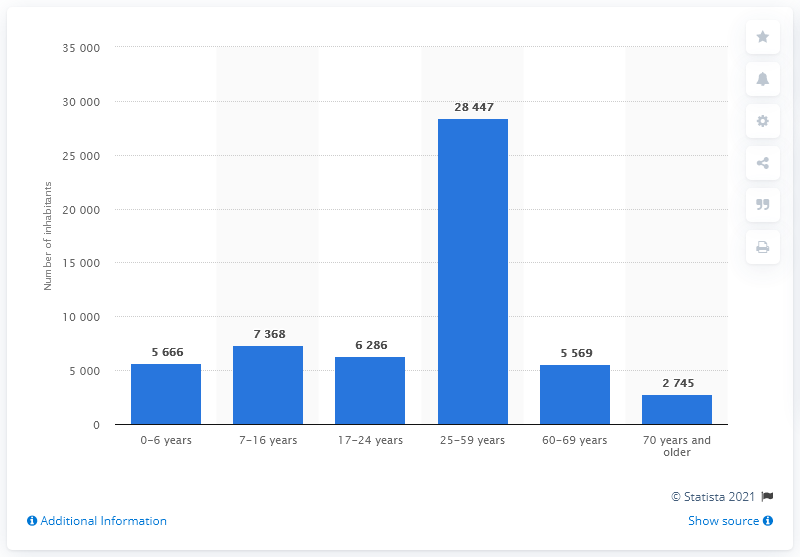 35 000
30 000
25 000
20 000
15 000
10 000
5 000
0
Number of inhabitants
5 666
7 368
6 286
28 447
5 569
2 745
0–6 years
7–16 years
17–24 years
25–59 years
60–69 years
70 years and
older
© Statista 2021
Additional Information
Show source